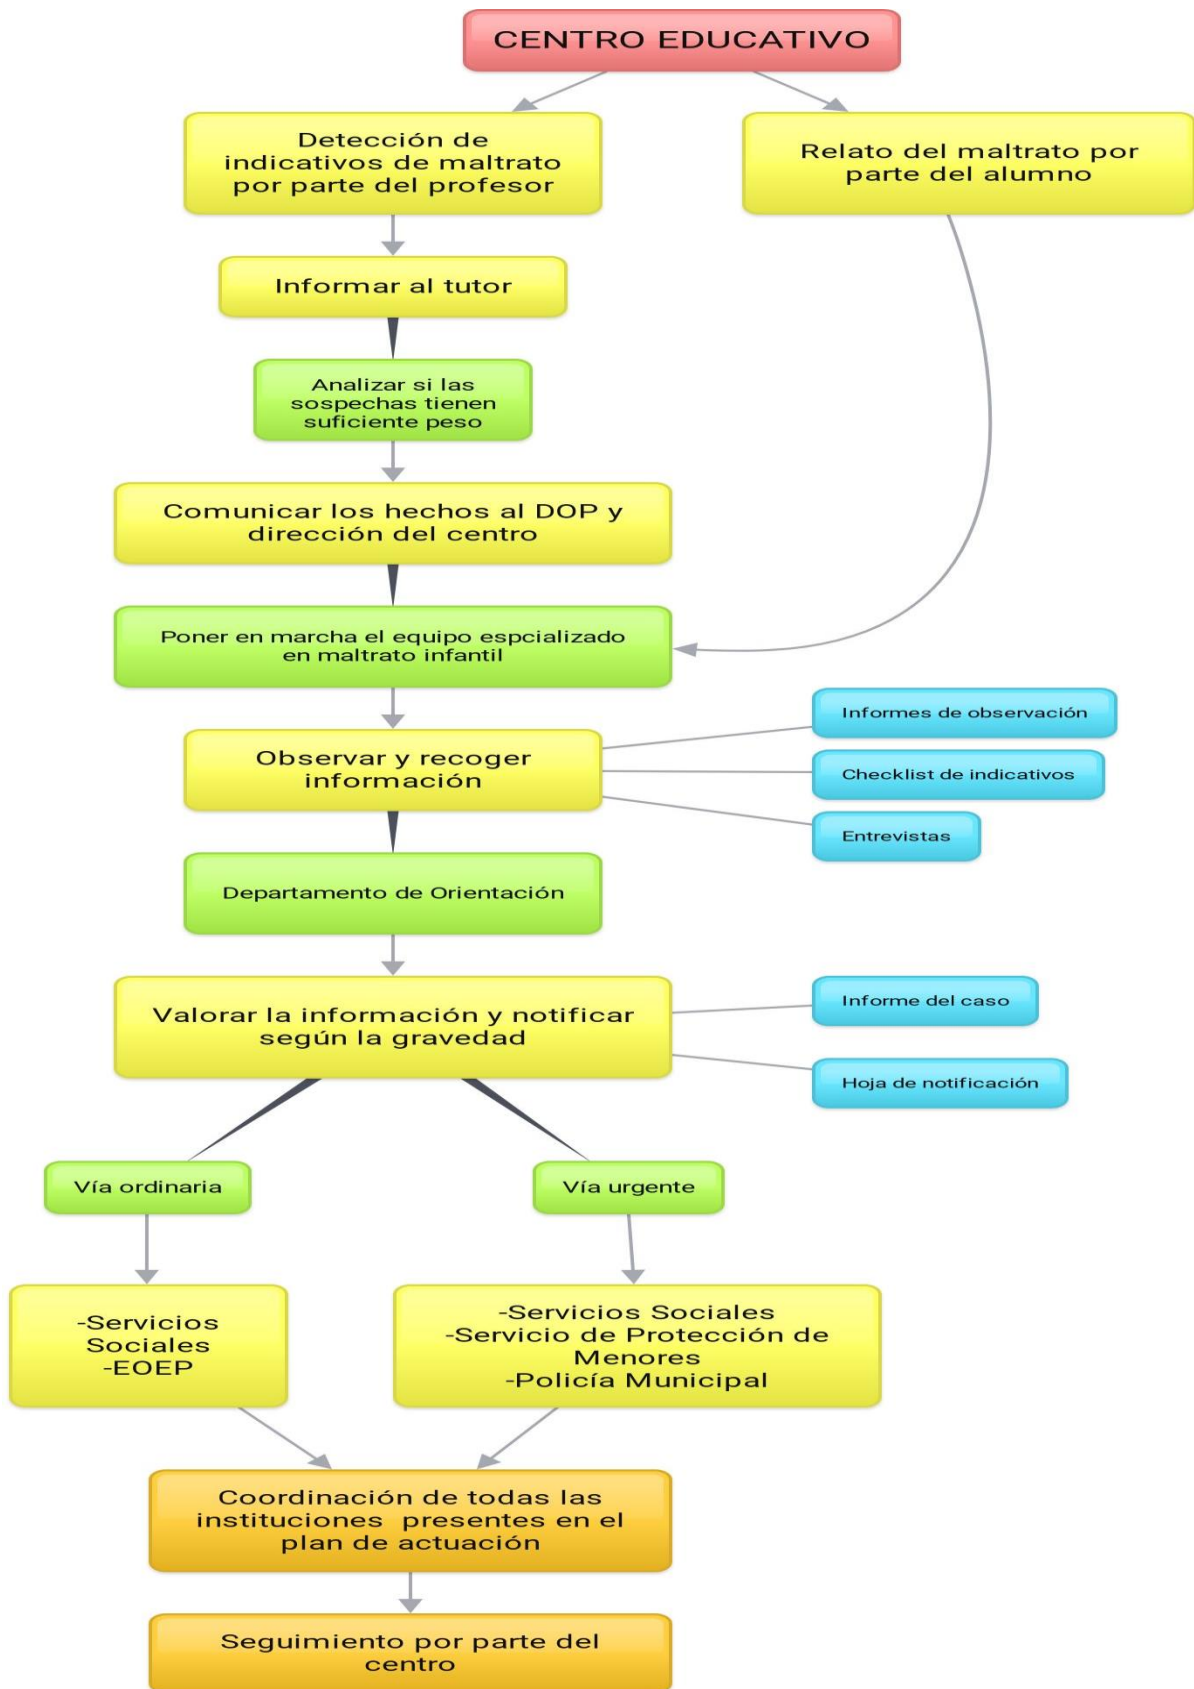 CENTRO EDUCATIVO
Detección de
indicativos de maltrato
por parte del profesor
Relato del maltrato por
parte del alumno
Informar al tutor
Analizar si las
sospechas tienen
suficiente peso
Comunicar los hechos al DOP y
dirección del centro
Poner en marcha el equipo espcializado
en maltrato infantil
Observar y recoger
información
Informes de observación
Checklist de indicativos
Entrevistas
Departamento de Orientación
Valorar la información y notificar
según la gravedad
Informe del caso
Hoja de notificación
Vía ordinaria
Vía urgente
-Servicios
Sociales
-EOEP
-Servicios Sociales
-Servicio de Protección de
Menores
-Policía Municipal
Coordinación de todas las
instituciones presentes en el
plan de actuación
Seguimiento por parte del
centro